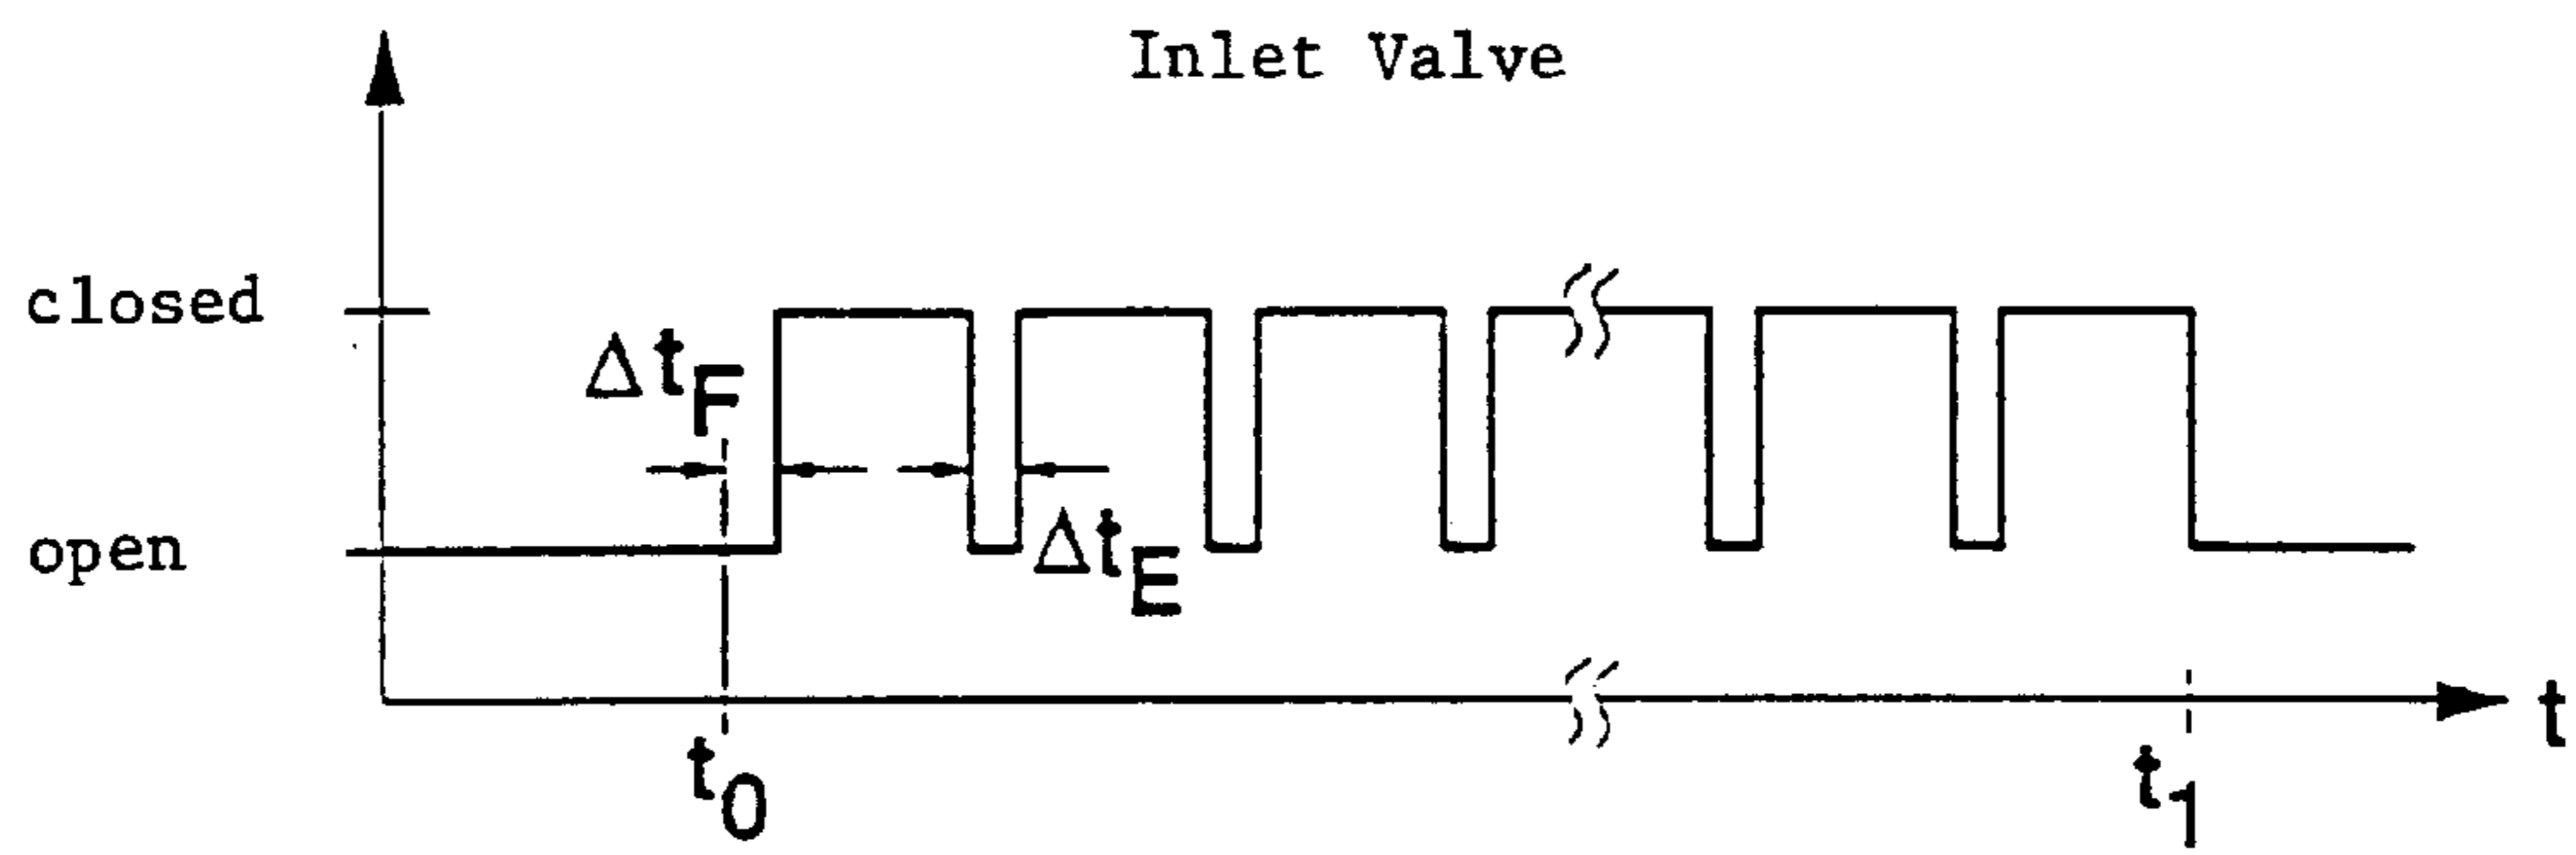 Inlet Valve
closed
Δt_F
open
Δt_E
t_0
t_1
t